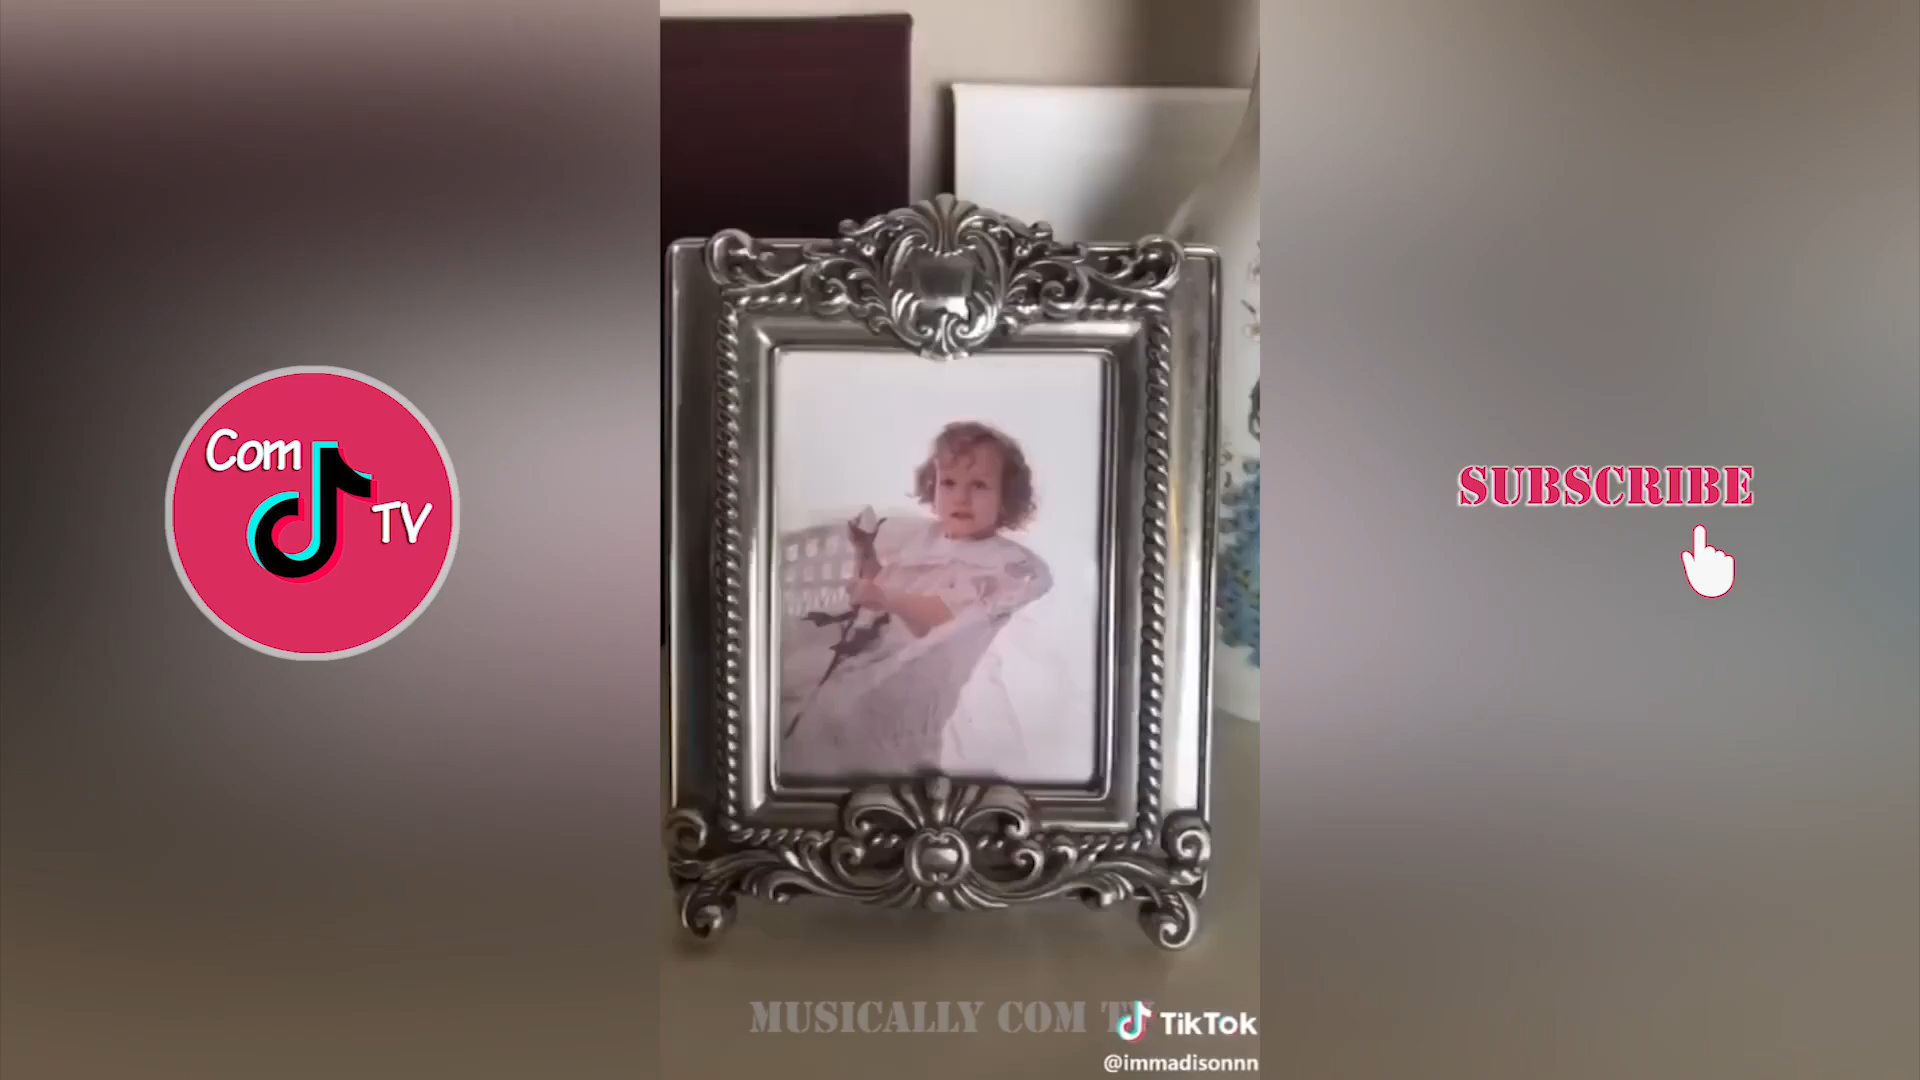 Com
TV
SUBSCRIBE
MUSICALLY COM TV
TikTok
@immadisonnn